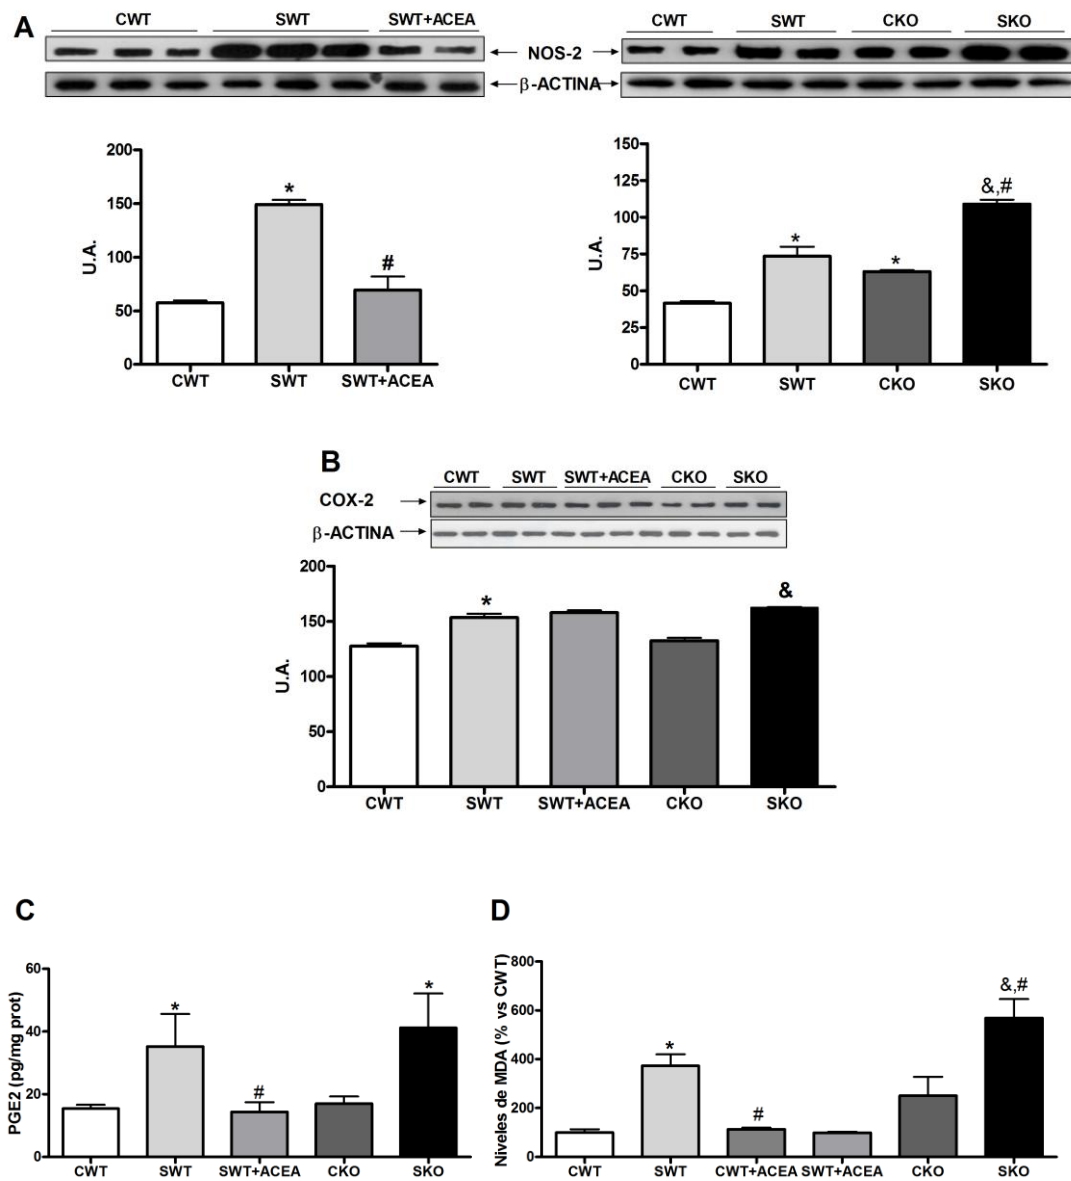 A
CWT SWT SWT+ACEA
NOS-2
β-ACTINA
CWT SWT CKO SKO
200
150
100
50
0
U.A.
*
#
CWT SWT SWT+ACEA
150
125
100
75
50
25
0
U.A.
*
*
&,#
CWT SWT CKO SKO
B
CWT SWT SWT+ACEA CKO SKO
COX-2
β-ACTINA
200
150
100
50
0
U.A.
*
&
CWT SWT SWT+ACEA CKO SKO
C
60
40
20
0
PGE2 (pg/mg prot)
*
#
*
CWT SWT SWT+ACEA CKO SKO
D
800
600
400
200
0
Niveles de MDA (% vs CWT)
*
#
&,#
CWT SWT CWT+ACEA SWT+ACEA CKO SKO